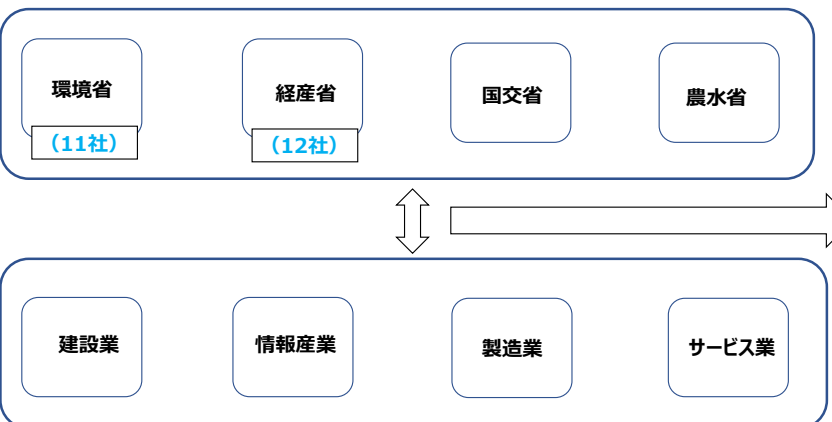 環境省
経産省
国交省
農水省
（11社）
（12社）
建設業
情報産業
製造業
サービス業